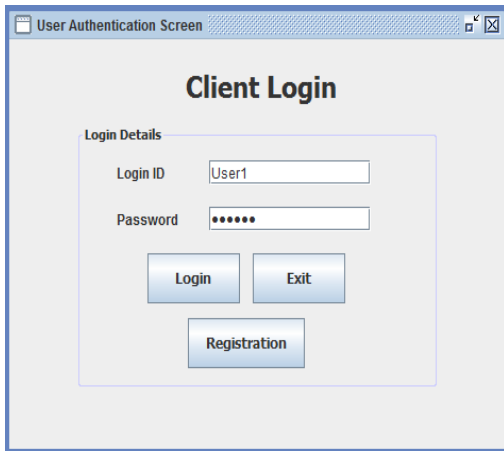 User Authentication Screen
Client Login
Login Details
Login ID User1
Password ••••••
Login Exit
Registration